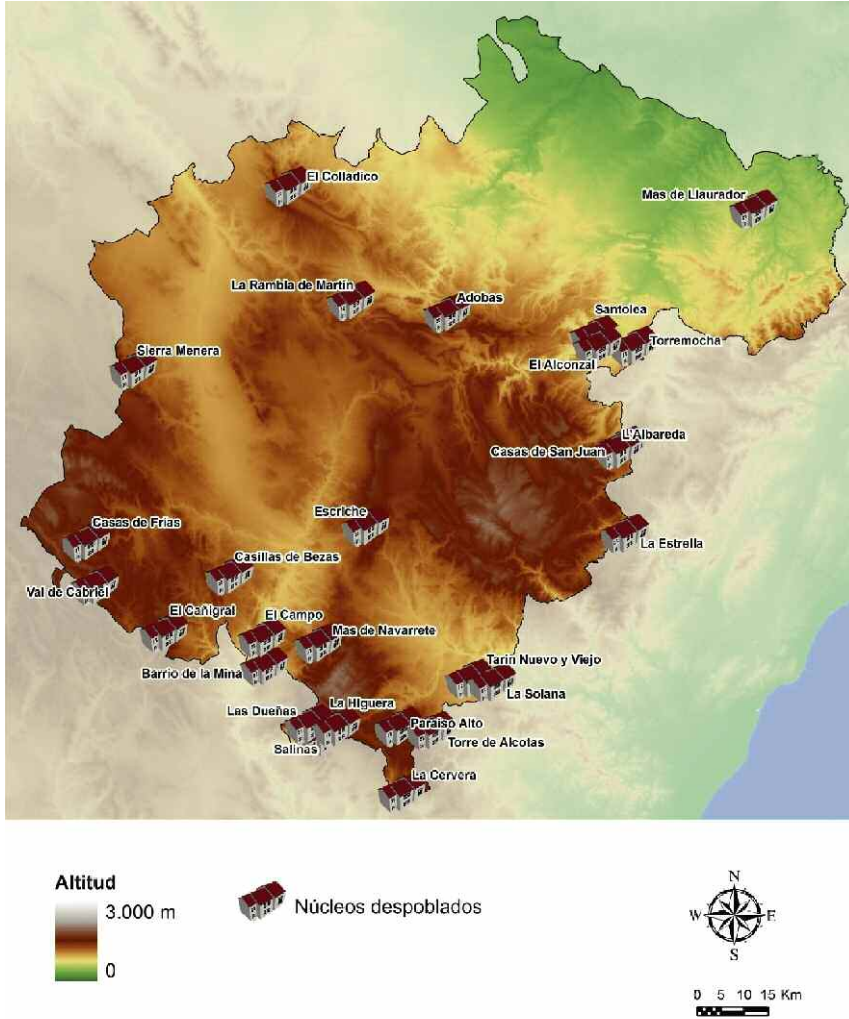 El Colladico
Mas de Llaurador
La Rambla de Martín
Adobas
Santolea
Torremocha
Sierra Menera
El Alconzal
L'Albareda
Casas de San Juan
Escriche
Casas de Frías
La Estrella
Casillas de Bezas
Val de Cabriel
El Cañigral
El Campo
Mas de Navarrete
Barrio de la Mina
Tarín Nuevo y Viejo
La Solana
La Higuera
Las Dueñas
Paraíso Alto
Salinas
Torre de Alcotas
La Cervera
Altitud
3.000 m
0
Núcleos despoblados
N
W
E
S
0 5 10 15 Km